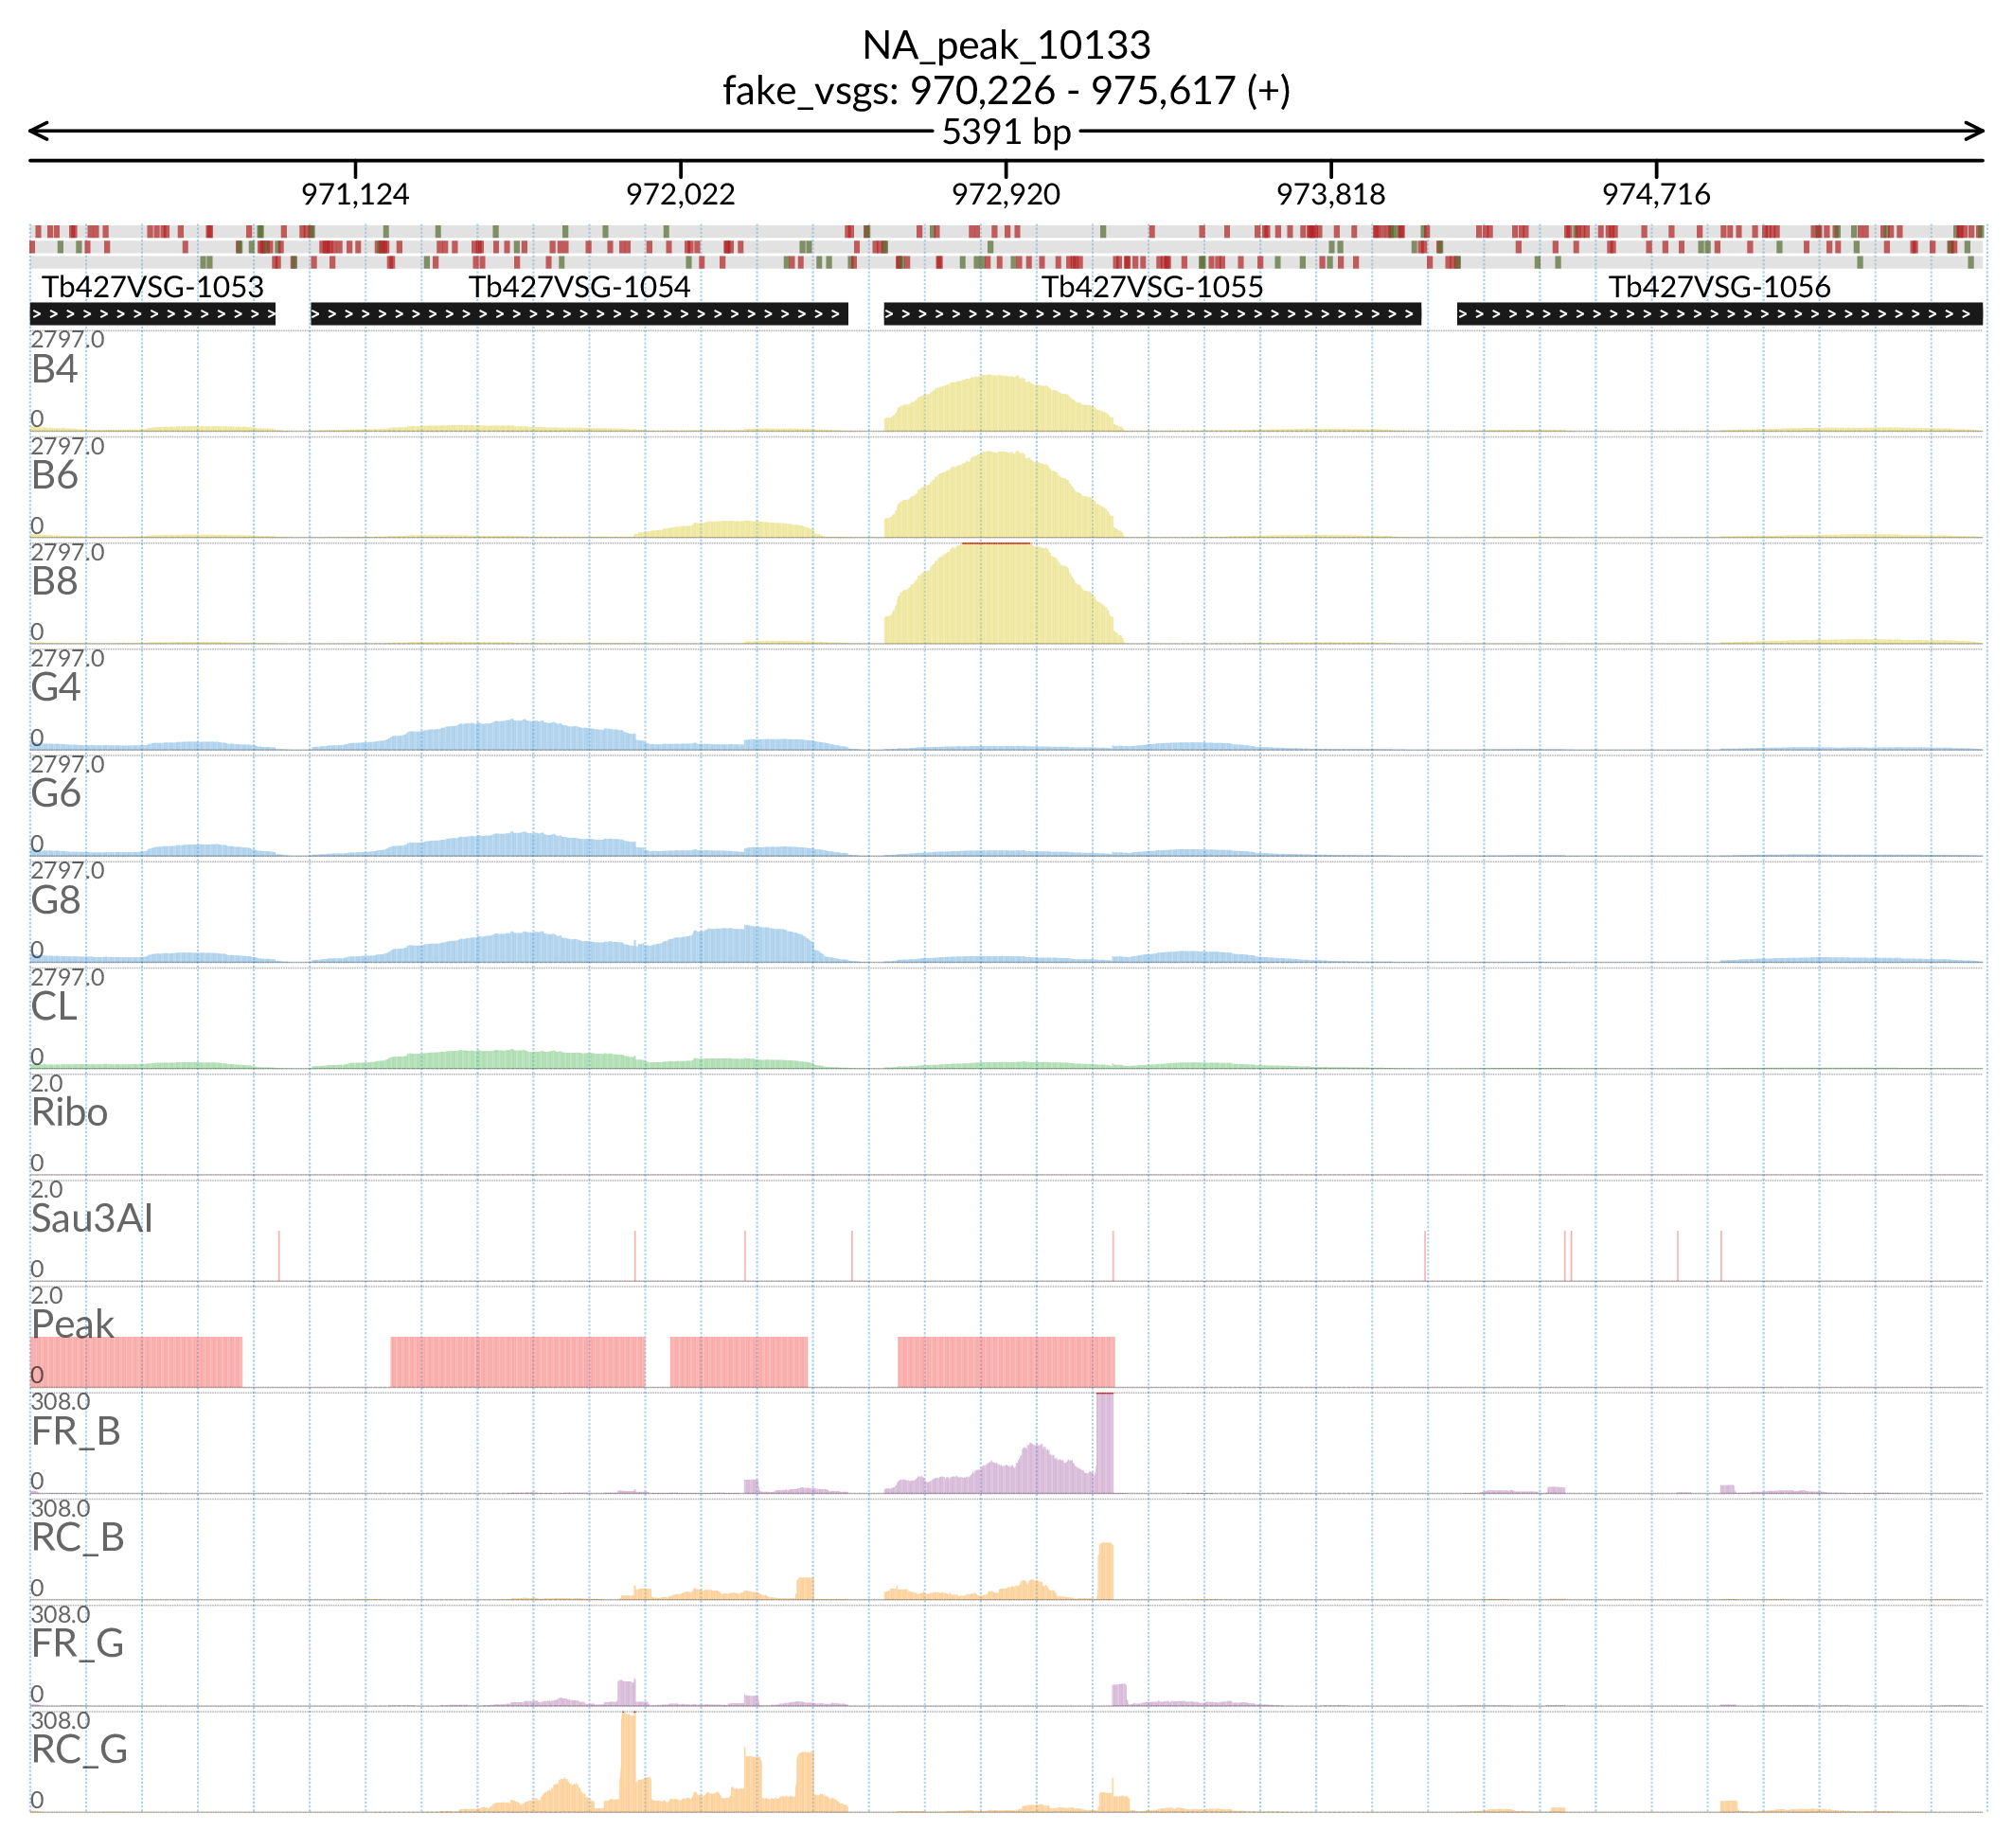 NA_peak_10133
fake_vsgs: 970,226 - 975,617 (+)
5391 bp
971,124 972,022 972,920 973,818 974,716
Tb427VSG-1053 Tb427VSG-1054 Tb427VSG-1055 Tb427VSG-1056
2797.0
B4
0
2797.0
B6
0
2797.0
B8
0
2797.0
G4
0
2797.0
G6
0
2797.0
G8
0
2797.0
CL
0
2.0
Ribo
0
2.0
Sau3AI
0
2.0
Peak
0
308.0
FR_B
0
308.0
RC_B
0
308.0
FR_G
0
308.0
RC_G
0